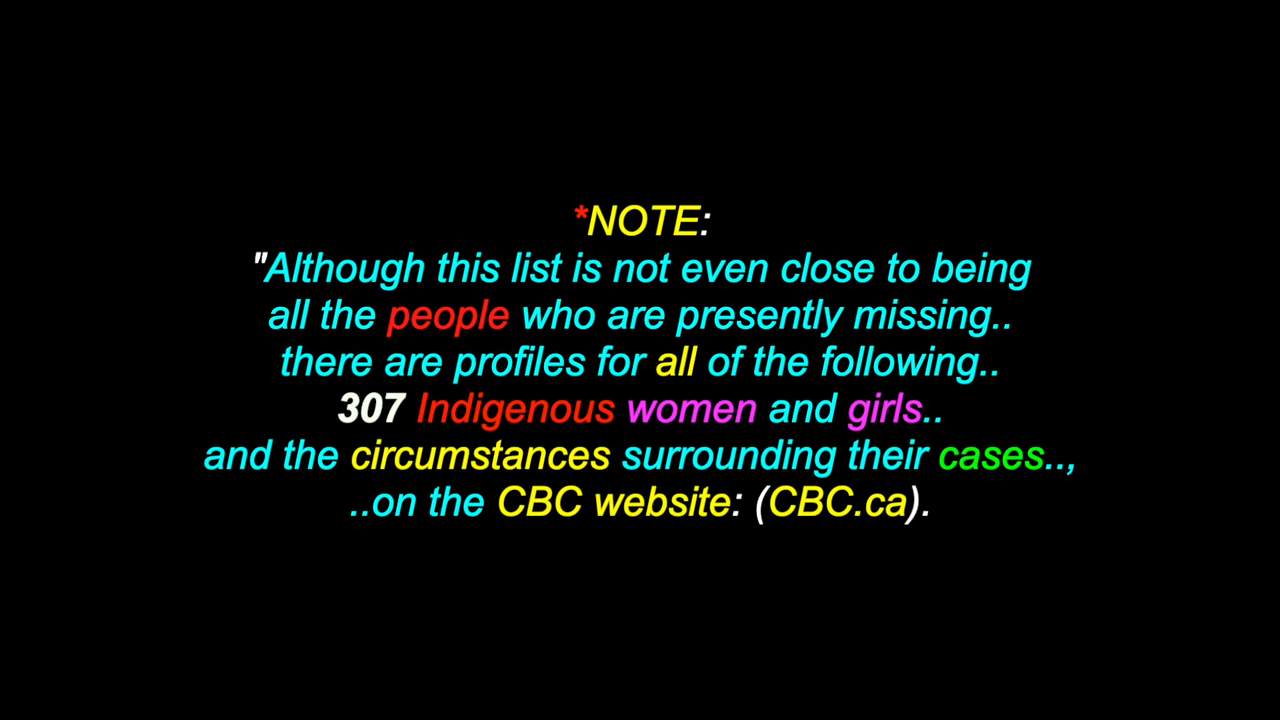 *NOTE:
"Although this list is not even close to being
all the people who are presently missing..
there are profiles for all of the following..
307 Indigenous women and girls..
and the circumstances surrounding their cases..,
..on the CBC website: (CBC.ca).